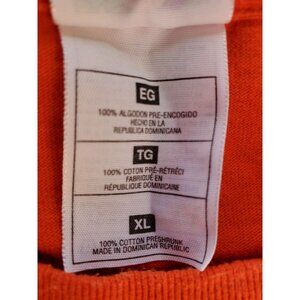 EG
100% ALGODON PRE-ENCOGIDO
HECHO EN LA
REPUBLICA DOMINICANA
TG
100% COTON PRÉ-RÉTRÉCI
FABRIQUÉ EN
RÉPUBLIQUE DOMINICAINE
XL
100% COTTON PRESHRUNK
MADE IN DOMINICAN REPUBLIC